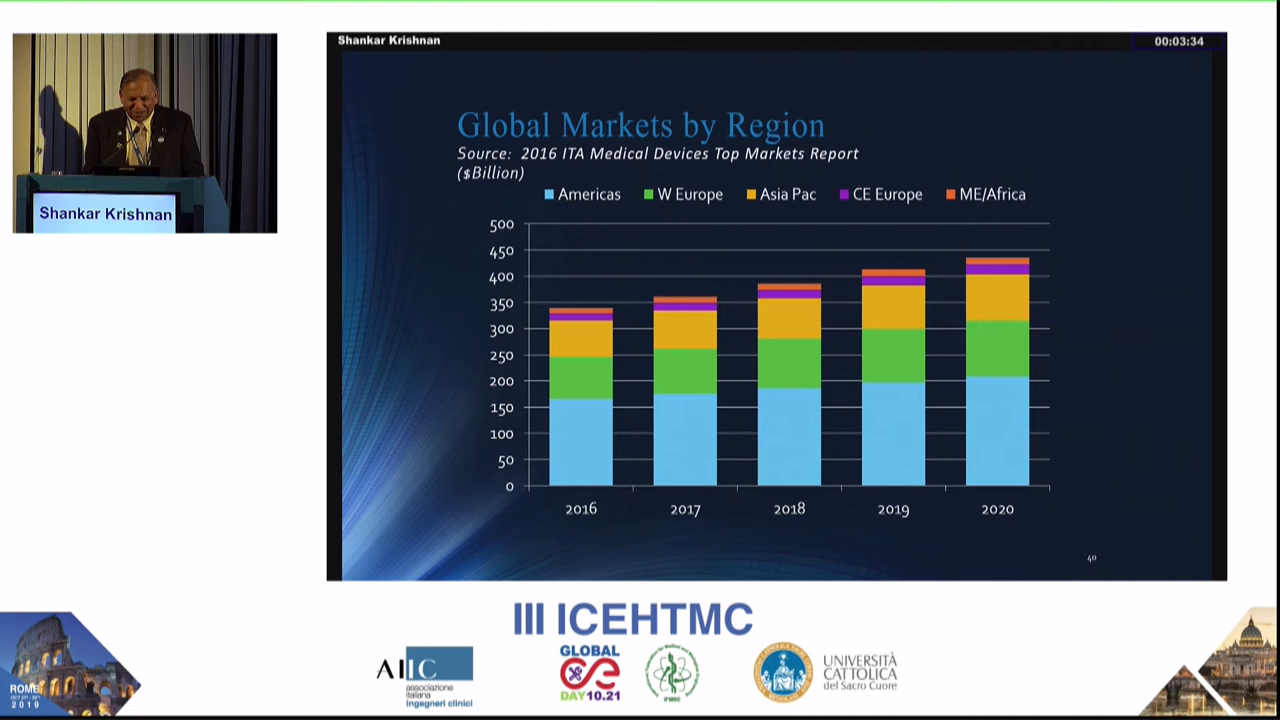 Shankar Krishnan
00:03:34
Shankar Krishnan
Global Markets by Region
Source: 2016 ITA Medical Devices Top Markets Report
($Billion)
Americas W Europe Asia Pac CE Europe ME/Africa
500
450
400
350
300
250
200
150
100
50
0
2016 2017 2018 2019 2020
40
III ICEHTMC
AIIC
associazione
italiana
ingegneri clinici
GLOBAL
CE
DAY 10.21
IFMBE
UNIVERSITÀ
CATTOLICA
del Sacro Cuore
ROME
2019